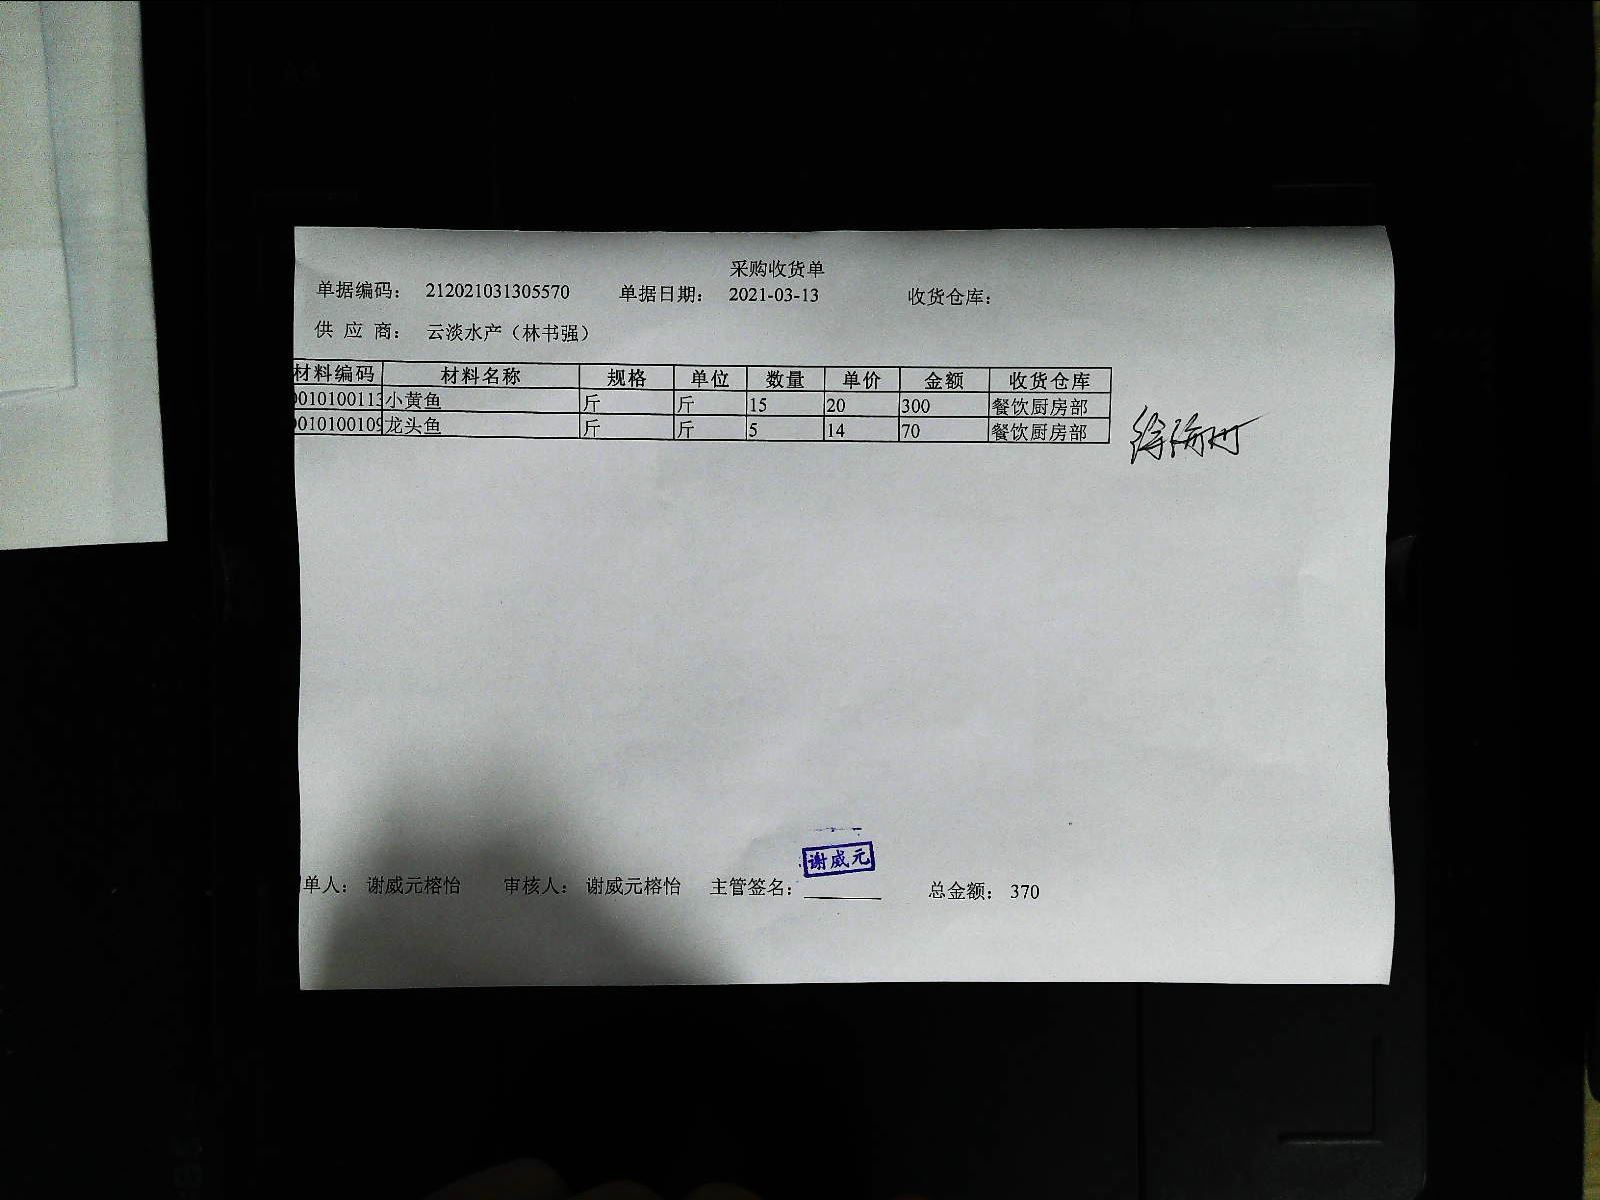 采购收货单
单据编码： 212021031305570 单据日期： 2021-03-13 收货仓库：
供 应 商： 云淡水产（林书强）
材料编码 材料名称 规格 单位 数量 单价 金额 收货仓库
0010100113 小黄鱼 斤 斤 15 20 300 餐饮厨房部
0010100109 龙头鱼 斤 斤 5 14 70 餐饮厨房部
谢威元
单人： 谢威元榕怡 审核人： 谢威元榕怡 主管签名： 总金额： 370